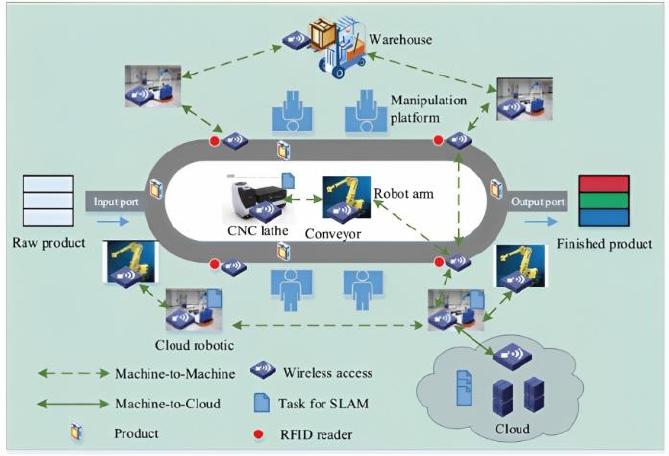 Warehouse
Manipulation
platform
Raw product
Input port
CNC lathe
Conveyor
Robot arm
Output port
Finished product
Cloud robotic
Machine-to-Machine
Wireless access
Machine-to-Cloud
Task for SLAM
Product
RFID reader
Cloud